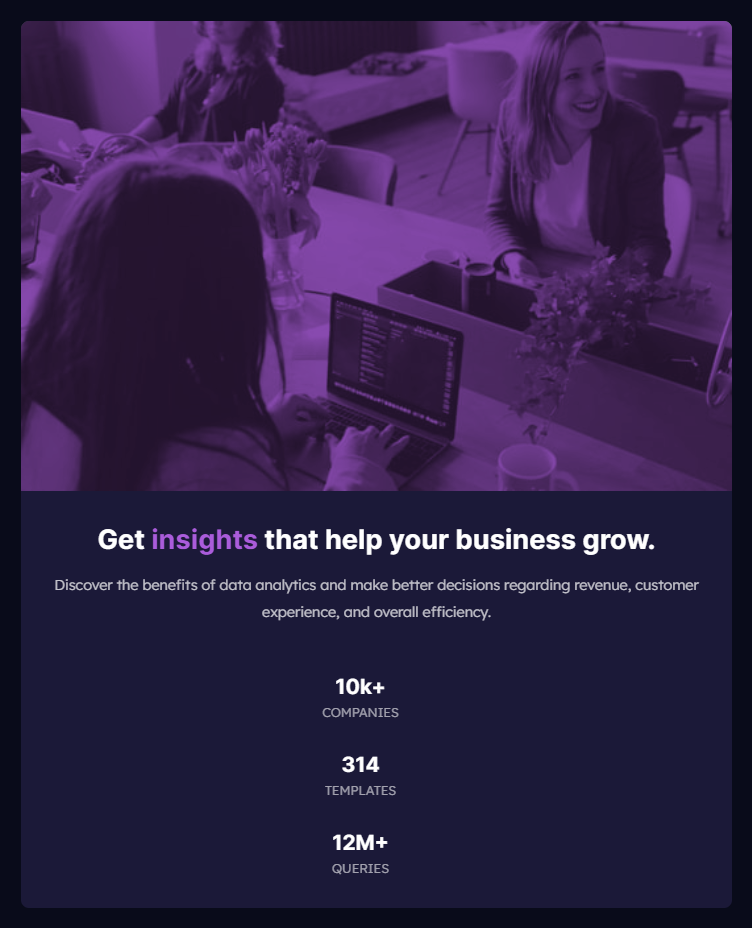 Get insights that help your business grow.
Discover the benefits of data analytics and make better decisions regarding revenue, customer
experience, and overall efficiency.
10k+
COMPANIES
314
TEMPLATES
12M+
QUERIES